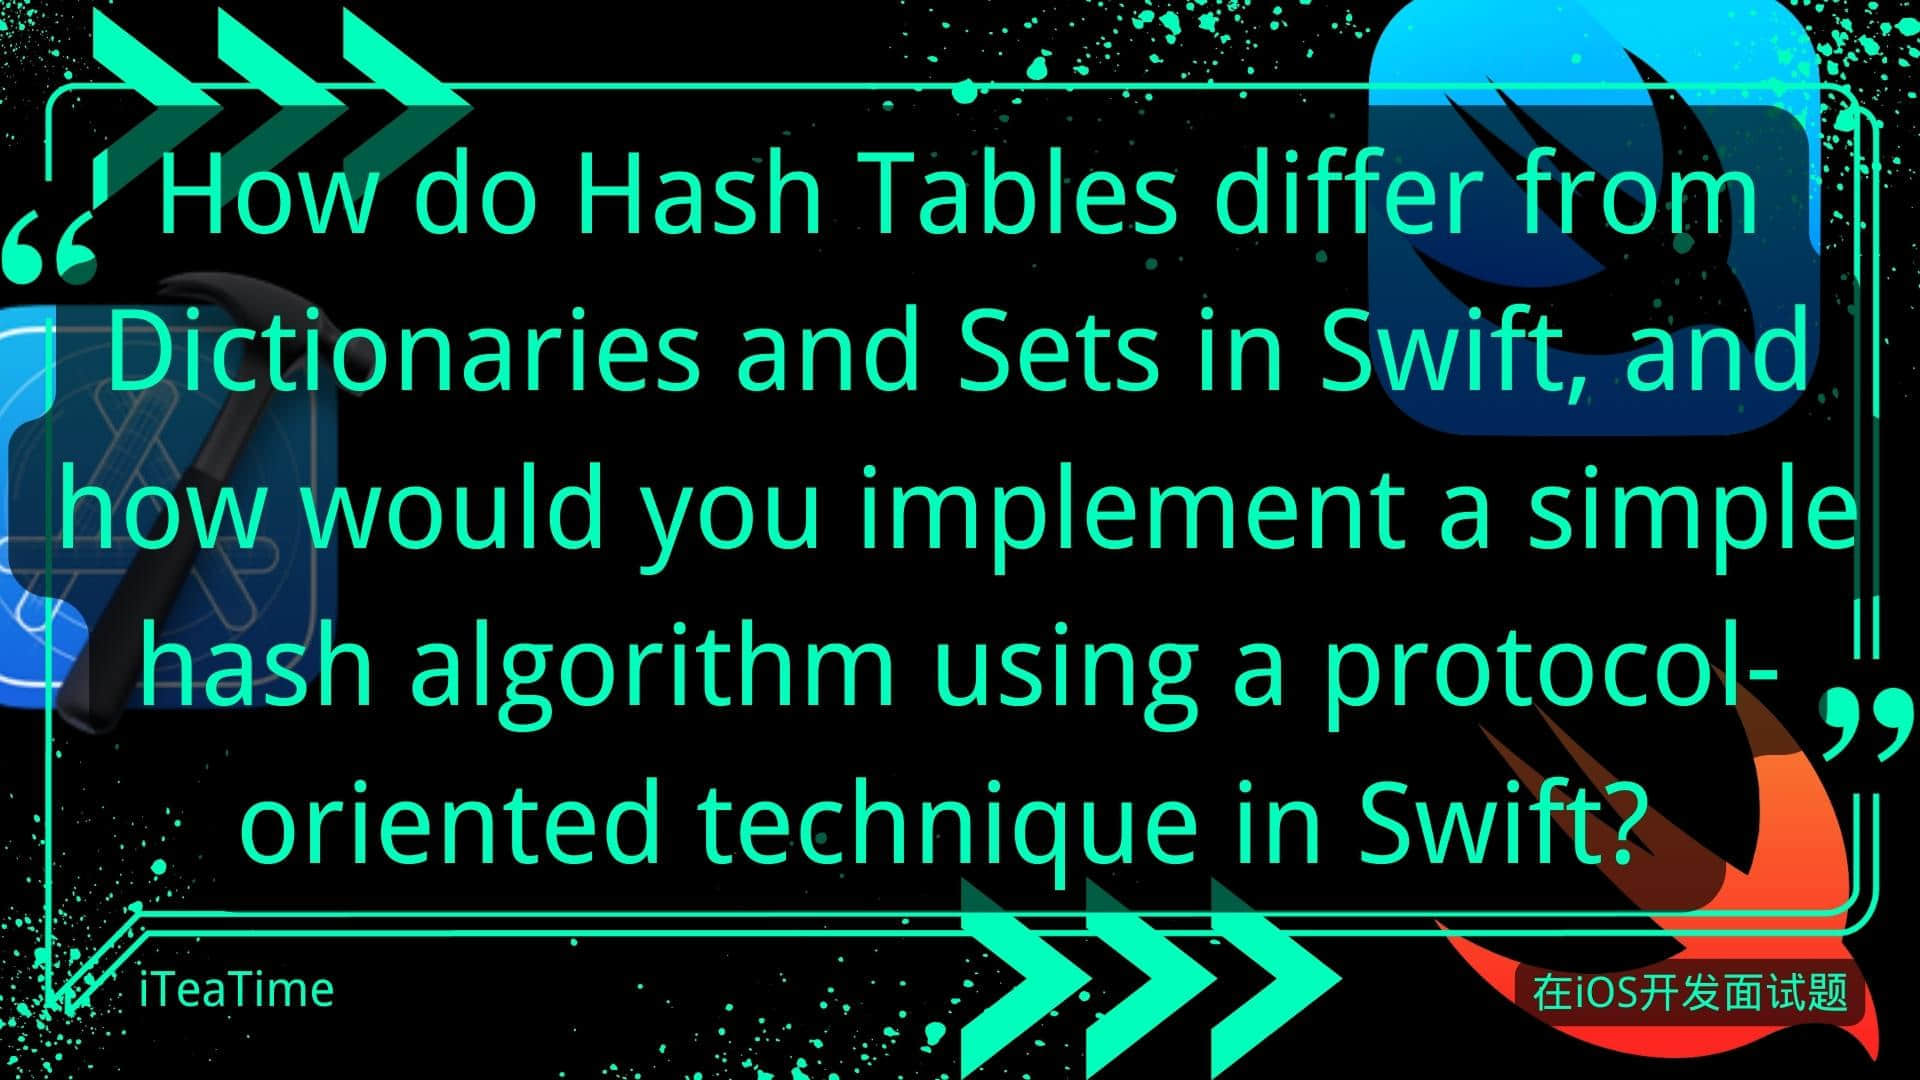 “
How do Hash Tables differ from
Dictionaries and Sets in Swift, and
how would you implement a simple
hash algorithm using a protocol-
oriented technique in Swift?
”
iTeaTime
在iOS开发面试题